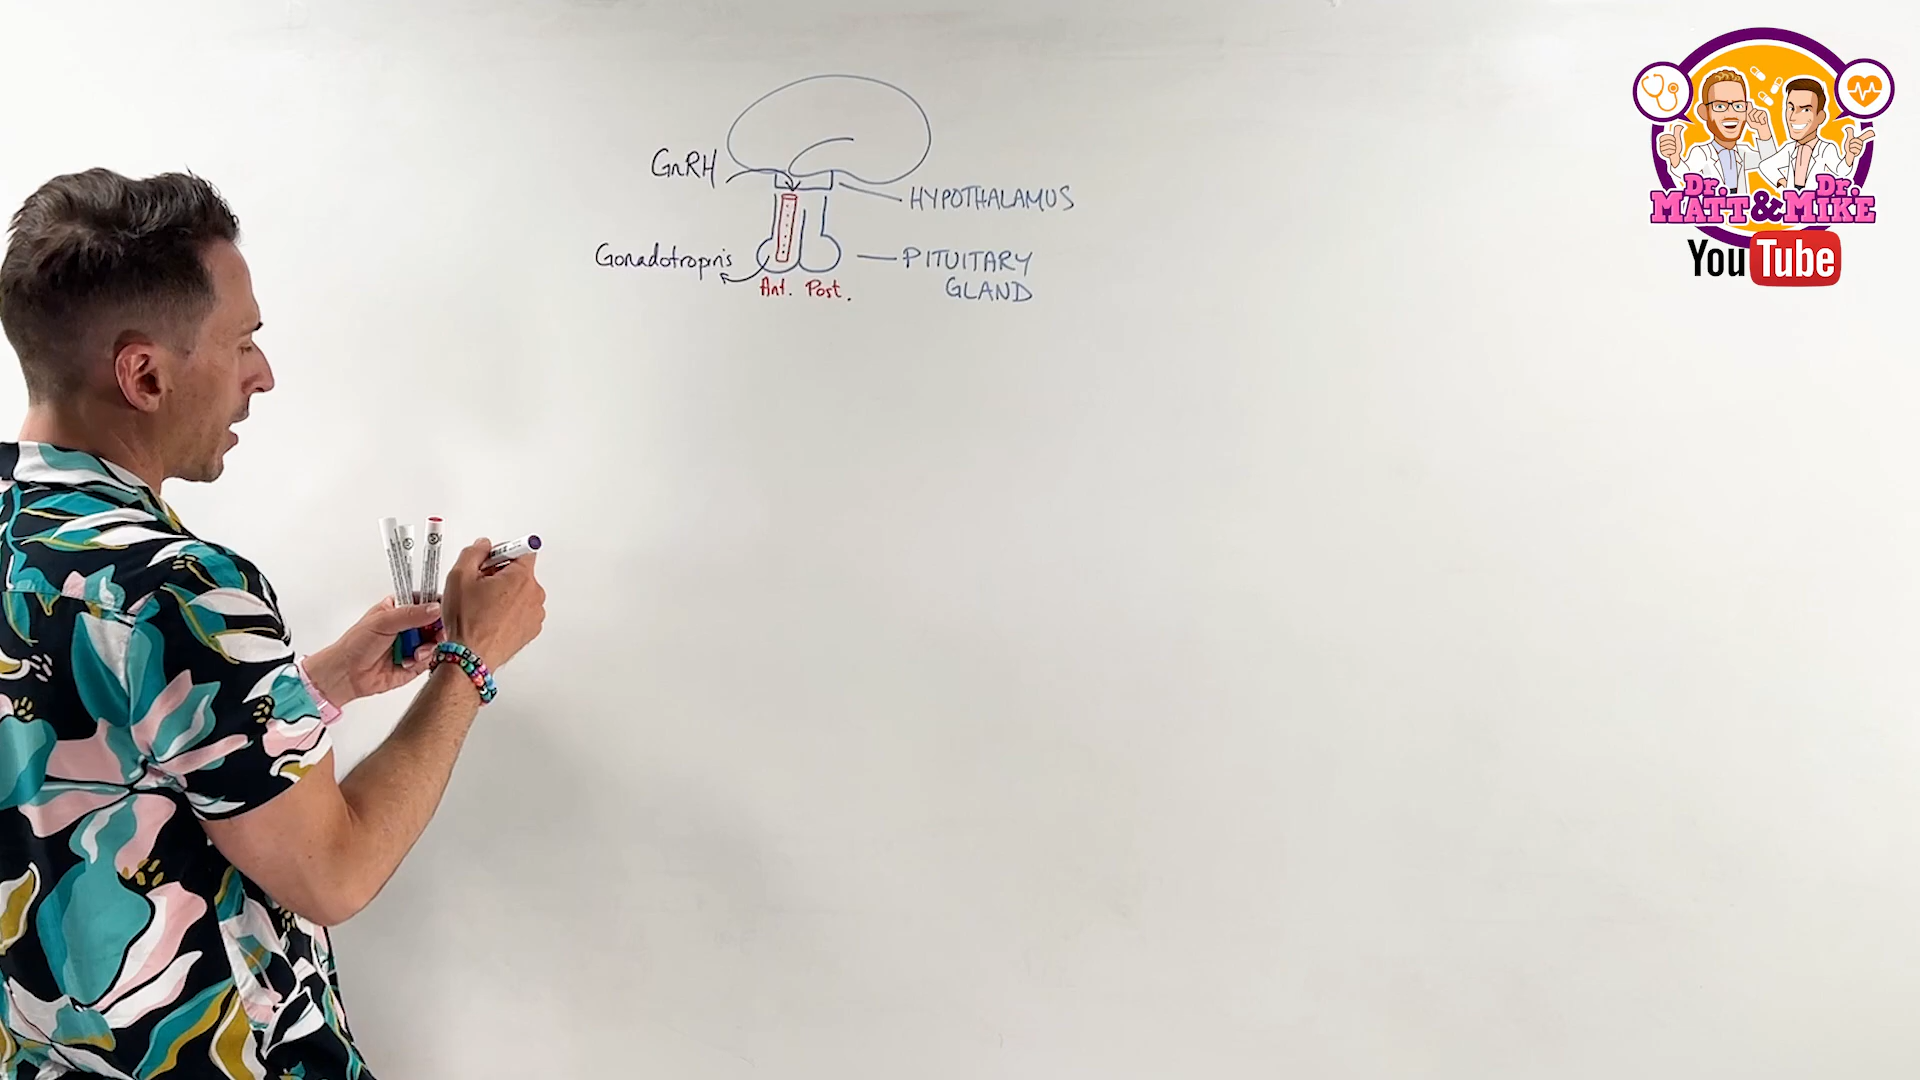 GnRH
HYPOTHALAMUS
Gonadotropins
PITUITARY
GLAND
Ant. Post.
Dr. Dr.
MATT & MIKE
YouTube